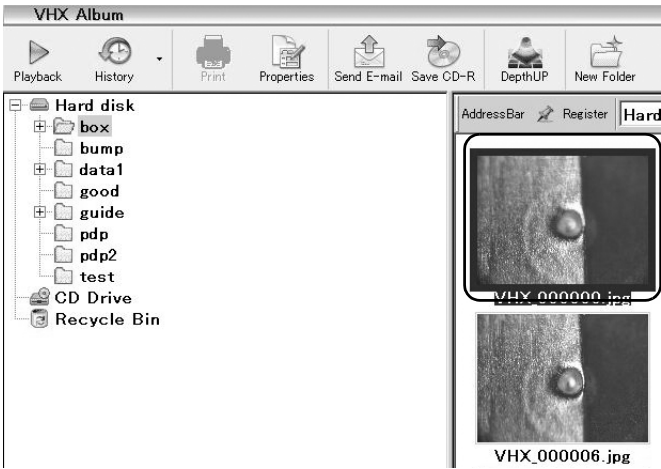 VHX Album
Playback History Print Properties Send E-mail Save CD-R DepthUP New Folder
Hard disk
box
bump
data1
good
guide
pdp
pdp2
test
CD Drive
Recycle Bin
AddressBar Register Hard
VHX_000000.jpg
VHX_000006.jpg